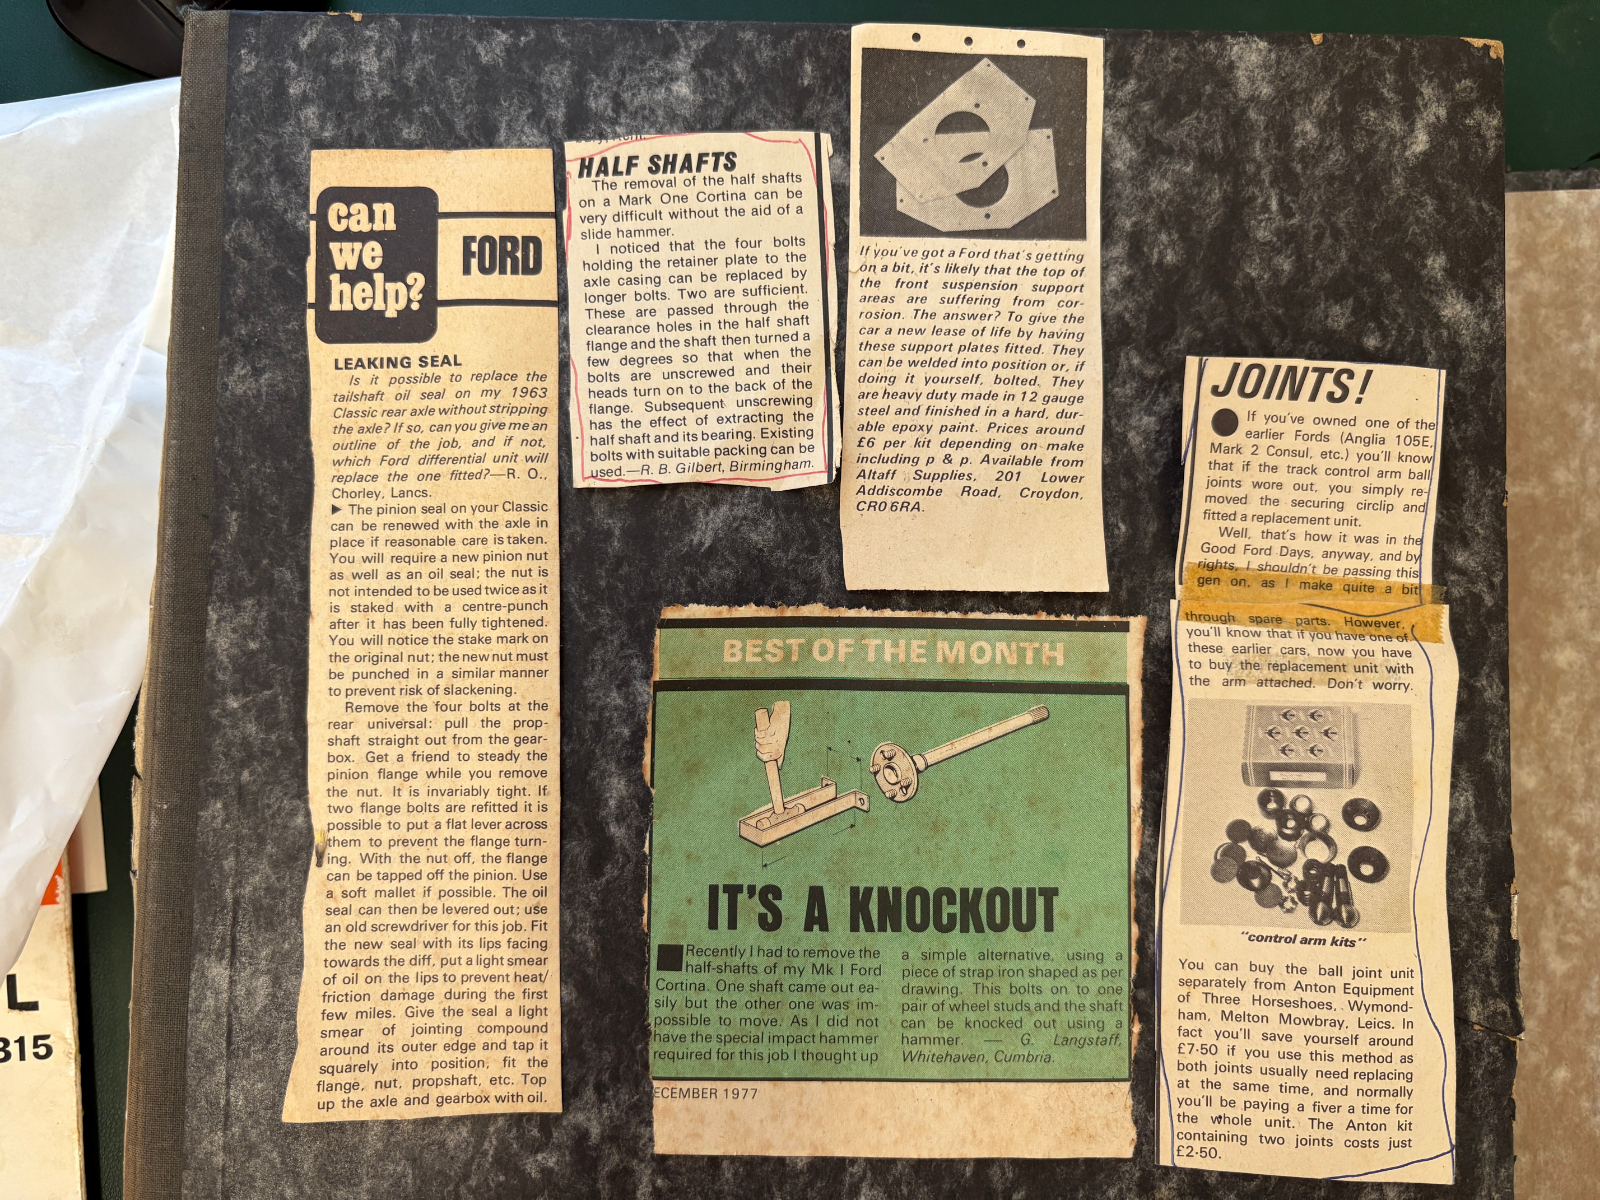 can
we
help?
FORD
LEAKING SEAL
Is it possible to replace the
tailshaft oil seal on my 1963
Classic rear axle without stripping
the axle? If so, can you give me an
outline of the job, and if not,
which Ford differential unit will
replace the one fitted?—R. O.,
Chorley, Lancs.
▶ The pinion seal on your Classic
can be renewed with the axle in
place if reasonable care is taken.
You will require a new pinion nut
as well as an oil seal; the nut is
not intended to be used twice as it
is staked with a centre-punch
after it has been fully tightened.
You will notice the stake mark on
the original nut; the new nut must
be punched in a similar manner
to prevent risk of slackening.
Remove the four bolts at the
rear universal: pull the prop-
shaft straight out from the gear-
box. Get a friend to steady the
pinion flange while you remove
the nut. It is invariably tight. If
two flange bolts are refitted it is
possible to put a flat lever across
them to prevent the flange turn-
ing. With the nut off, the flange
can be tapped off the pinion. Use
a soft mallet if possible. The oil
seal can then be levered out; use
an old screwdriver for this job. Fit
the new seal with its lips facing
towards the diff, put a light smear
of oil on the lips to prevent heat/
friction damage during the first
few miles. Give the seal a light
smear of jointing compound
around its outer edge and tap it
squarely into position, fit the
flange, nut, propshaft, etc. Top
up the axle and gearbox with oil.
HALF SHAFTS
The removal of the half shafts
on a Mark One Cortina can be
very difficult without the aid of a
slide hammer.
I noticed that the four bolts
holding the retainer plate to the
axle casing can be replaced by
longer bolts. Two are sufficient.
These are passed through the
clearance holes in the half shaft
flange and the shaft then turned a
few degrees so that when the
bolts are unscrewed and their
heads turn on to the back of the
flange. Subsequent unscrewing
has the effect of extracting the
half shaft and its bearing. Existing
bolts with suitable packing can be
used.—R. B. Gilbert, Birmingham.
If you've got a Ford that's getting
on a bit, it's likely that the top of
the front suspension support
areas are suffering from cor-
rosion. The answer? To give the
car a new lease of life by having
these support plates fitted. They
can be welded into position or, if
doing it yourself, bolted. They
are heavy duty made in 12 gauge
steel and finished in a hard, dur-
able epoxy paint. Prices around
£6 per kit depending on make
including p & p. Available from
Altaff Supplies, 201 Lower
Addiscombe Road, Croydon,
CR0 6RA.
BEST OF THE MONTH
IT'S A KNOCKOUT
Recently I had to remove the
half-shafts of my Mk I Ford
Cortina. One shaft came out ea-
sily but the other one was im-
possible to move. As I did not
have the special impact hammer
required for this job I thought up
a simple alternative, using a
piece of strap iron shaped as per
drawing. This bolts on to one
pair of wheel studs and the shaft
can be knocked out using a
hammer. — G. Langstaff,
Whitehaven, Cumbria.
ECEMBER 1977
JOINTS!
If you've owned one of the
earlier Fords (Anglia 105E,
Mark 2 Consul, etc.) you'll know
that if the track control arm ball
joints wore out, you simply re-
moved the securing circlip and
fitted a replacement unit.
Well, that's how it was in the
Good Ford Days, anyway, and by
rights, I shouldn't be passing this
gen on, as I make quite a bit
through spare parts. However,
you'll know that if you have one of
these earlier cars, now you have
to buy the replacement unit with
the arm attached. Don't worry.
"control arm kits"
You can buy the ball joint unit
separately from Anton Equipment
of Three Horseshoes, Wymond-
ham, Melton Mowbray, Leics. In
fact you'll save yourself around
£7·50 if you use this method as
both joints usually need replacing
at the same time, and normally
you'll be paying a fiver a time for
the whole unit. The Anton kit
containing two joints costs just
£2·50.
L
315